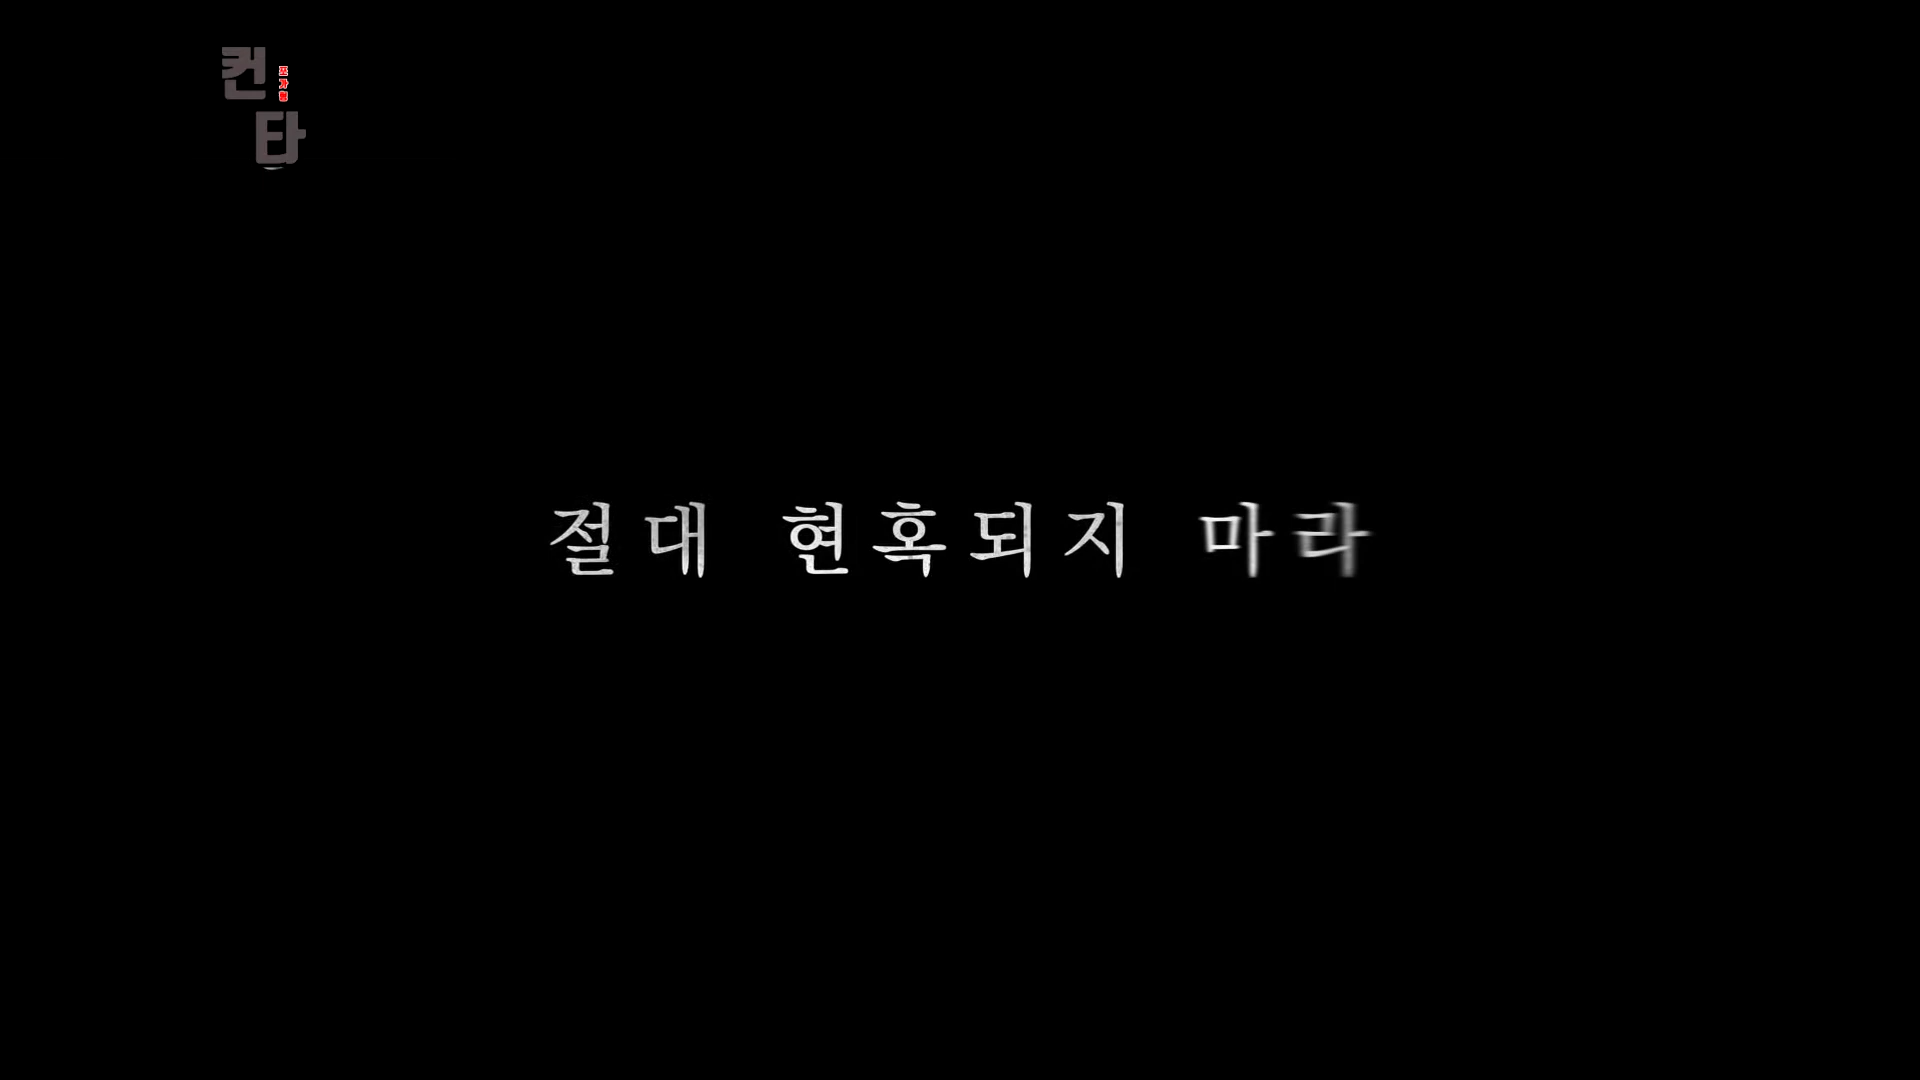 컨
타
절대 현혹되지 마라